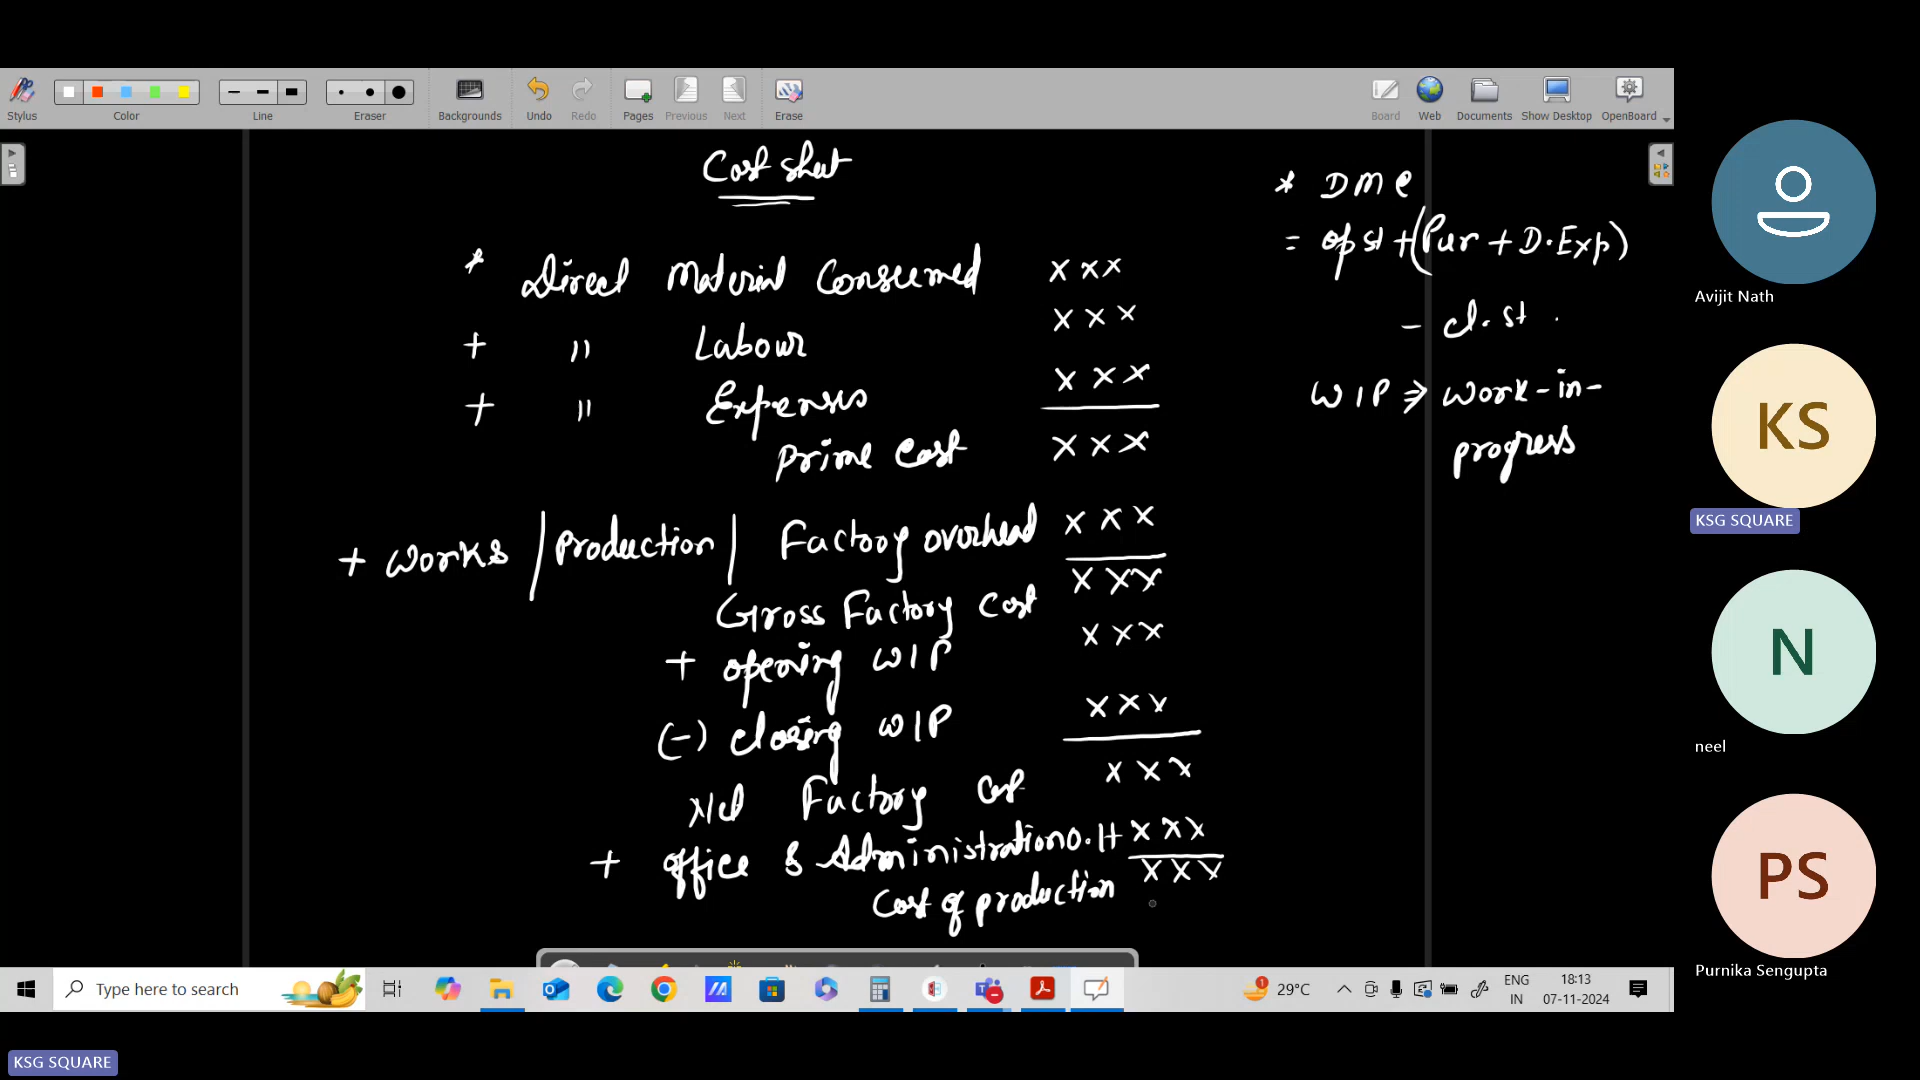 Stylus
Color
Line
Eraser
Backgrounds
Undo
Redo
Pages
Previous
Next
Erase
Board
Web
Documents
Show Desktop
OpenBoard
Cost sheet
* Direct Material Consumed XXX
+ " Labour XXX
+ " Expenses XXX
Prime Cost XXX
+ Works / Production / Factory overhead XXX
XXX
Gross Factory Cost
+ opening WIP XXX
(-) closing WIP XXX
Net Factory Cost XXX
+ office & Administration O.H XXX
Cost of production XXX
* DMC
= op st + (Pur + D.Exp)
- cl. st.
WIP ⇒ Work-in-
progress
Avijit Nath
KS
KSG SQUARE
N
neel
PS
Purnika Sengupta
Type here to search
1
29°C
ENG
IN
18:13
07-11-2024
KSG SQUARE